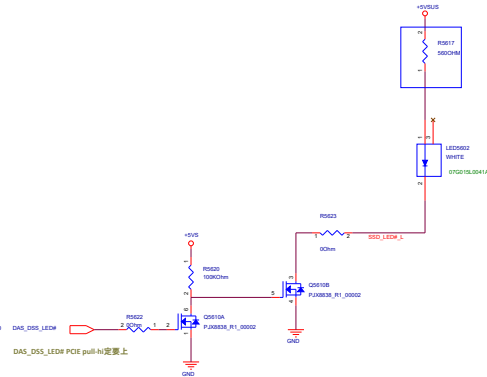 +5VSUS
2
R5617
560OHM
1
1
3
LED5602
WHITE
07G015L0041A
2
R5623
1
2
SSD_LED#_L
0Ohm
+5VS
1
R5620
100KOhm
2
3
5
Q5610B
PJX8838_R1_00002
4
GND
DAS_DSS_LED#
R5622
2
0Ohm
1
2
6
Q5610A
PJX8838_R1_00002
1
GND
DAS_DSS_LED# PCIE pull-hi定要上